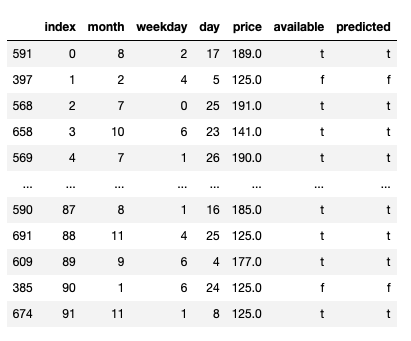 index month weekday day price available predicted
591 0 8 2 17 189.0 t t
397 1 2 4 5 125.0 f f
568 2 7 0 25 191.0 t t
658 3 10 6 23 141.0 t t
569 4 7 1 26 190.0 t t
... ... ... ... ... ... ... ...
590 87 8 1 16 185.0 t t
691 88 11 4 25 125.0 t t
609 89 9 6 4 177.0 t t
385 90 1 6 24 125.0 f f
674 91 11 1 8 125.0 t t